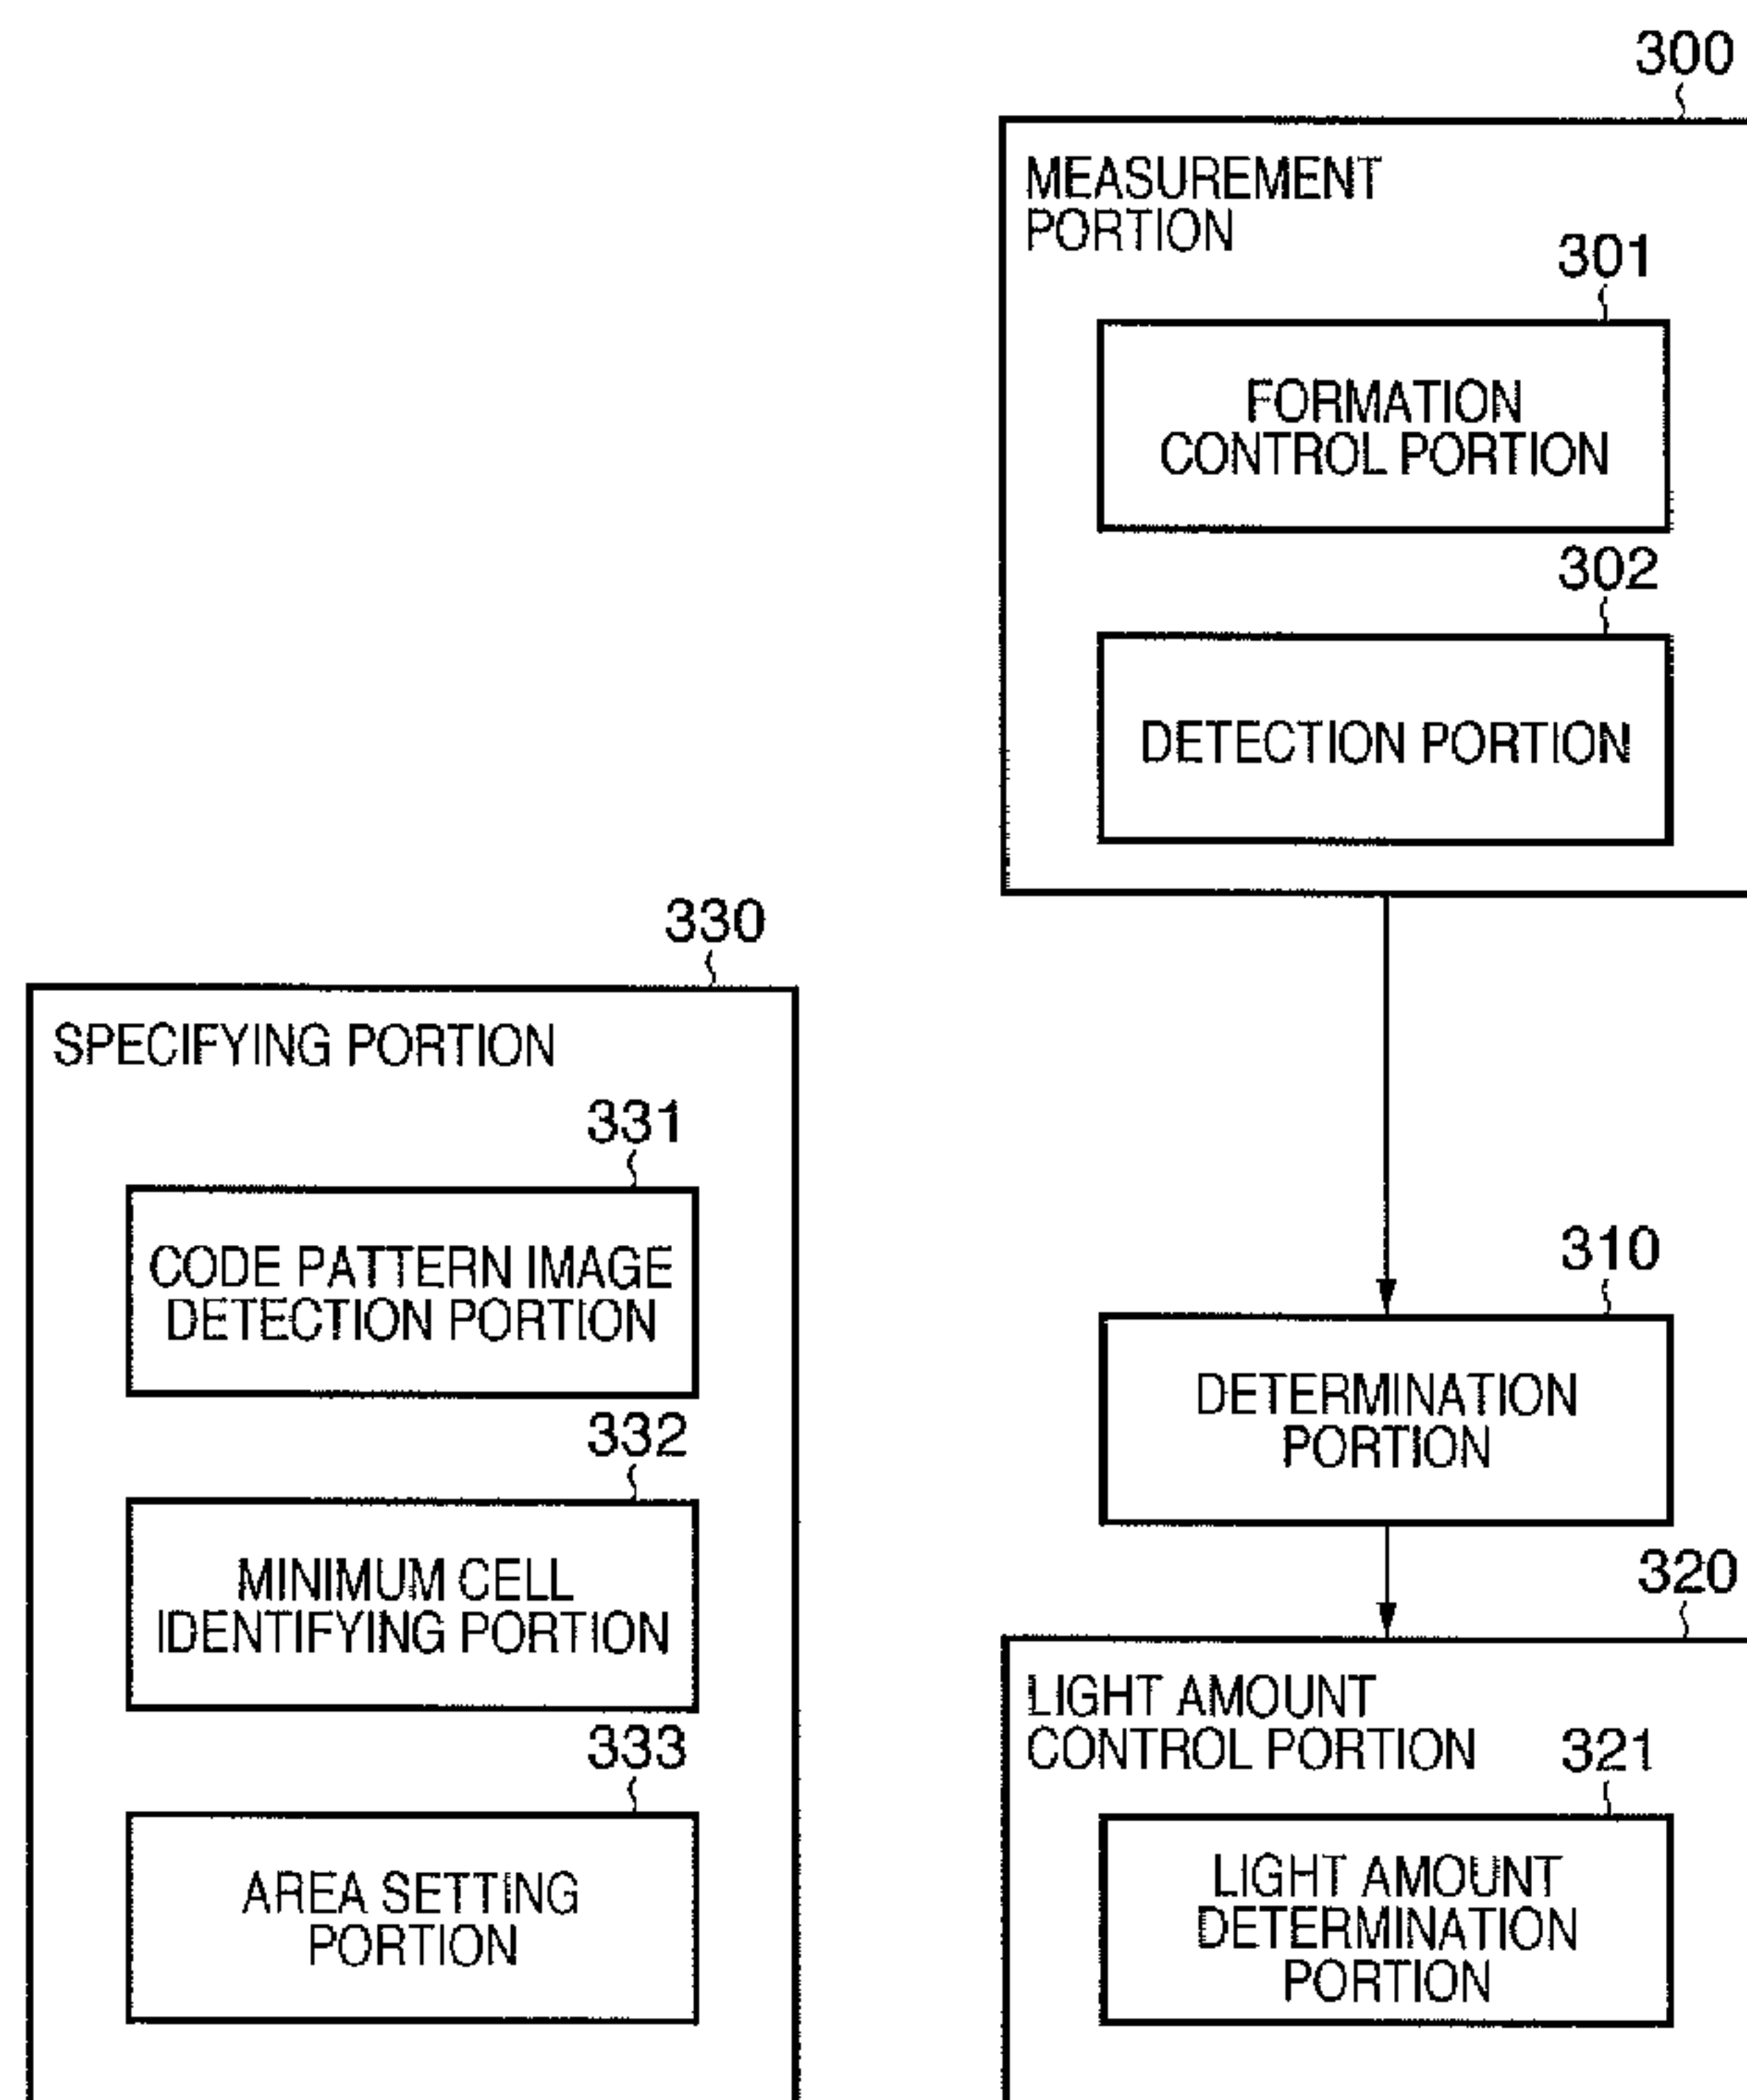 300
MEASUREMENT
PORTION
301
FORMATION
CONTROL PORTION
302
DETECTION PORTION
330
SPECIFYING PORTION
331
CODE PATTERN IMAGE
DETECTION PORTION
332
MINIMUM CELL
IDENTIFYING PORTION
333
AREA SETTING
PORTION
310
DETERMINATION
PORTION
320
LIGHT AMOUNT
CONTROL PORTION
321
LIGHT AMOUNT
DETERMINATION
PORTION